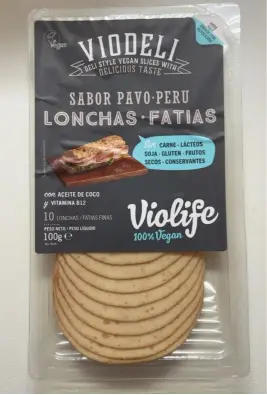 Vegan
VIODELI
DELI STYLE VEGAN SLICES WITH
DELICIOUS TASTE
SABOR PAVO·PERU
LONCHAS · FATIAS
Sin
CARNE · LÁCTEOS
SOJA · GLUTEN · FRUTOS
SECOS · CONSERVANTES
con ACEITE DE COCO
y VITAMINA B12
10 LONCHAS / FATIAS FINAS
PESO NETO / PESO LÍQUIDO
100g e
Violife
100% Vegan